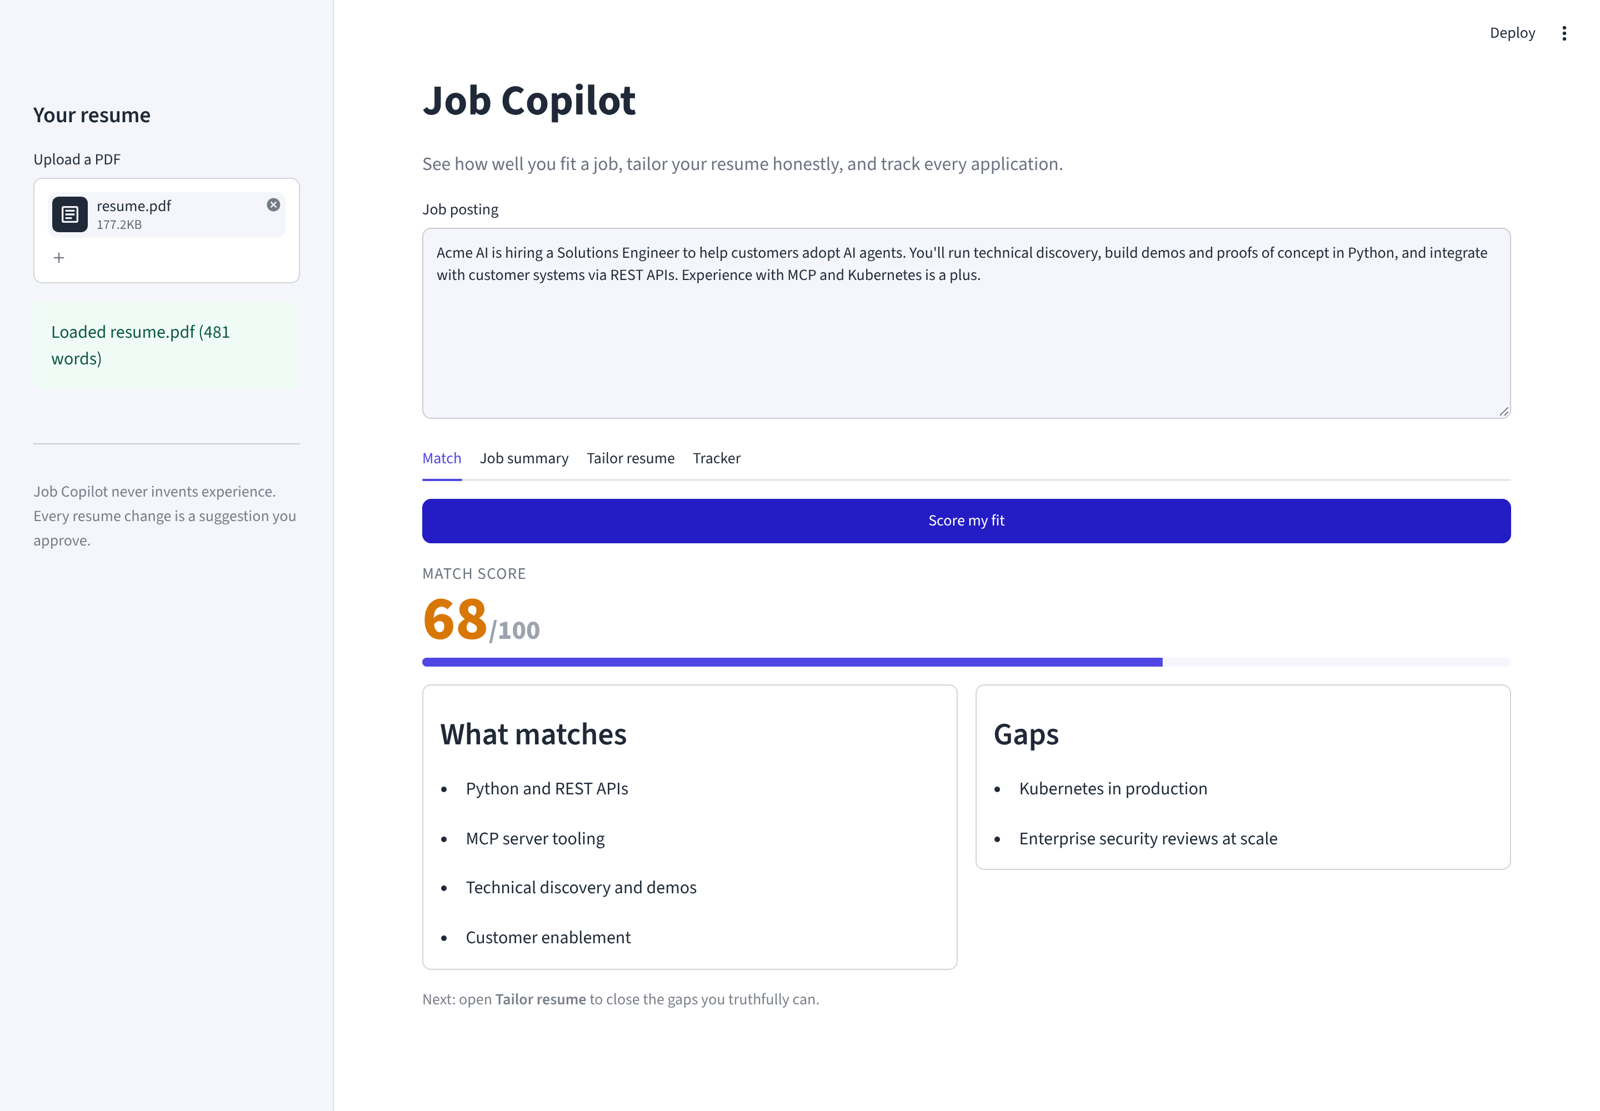 Deploy
Your resume
Upload a PDF
resume.pdf
177.2KB
Loaded resume.pdf (481
words)
Job Copilot never invents experience.
Every resume change is a suggestion you
approve.
Job Copilot
See how well you fit a job, tailor your resume honestly, and track every application.
Job posting
Acme AI is hiring a Solutions Engineer to help customers adopt AI agents. You'll run technical discovery, build demos and proofs of concept in Python, and integrate
with customer systems via REST APIs. Experience with MCP and Kubernetes is a plus.
Match Job summary Tailor resume Tracker
Score my fit
MATCH SCORE
68/100
What matches
Python and REST APIs
MCP server tooling
Technical discovery and demos
Customer enablement
Gaps
Kubernetes in production
Enterprise security reviews at scale
Next: open Tailor resume to close the gaps you truthfully can.